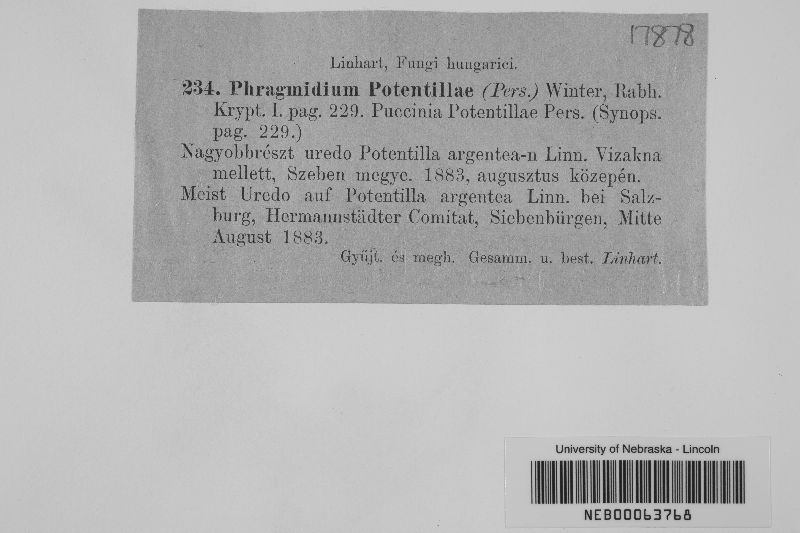 17878
Linhart, Fungi hungarici.
234. Phragmidium Potentillae (Pers.) Winter, Rabh.
Krypt. I. pag. 229. Puccinia Potentillae Pers. (Synops.
pag. 229.)
Nagyobbrészt uredo Potentilla argentea-n Linn. Vizakna
mellett, Szeben megye. 1883, augusztus közepén.
Meist Uredo auf Potentilla argentea Linn. bei Salz-
burg, Hermannstädter Comitat, Siebenbürgen, Mitte
August 1883.
Gyüjt. és megh. Gesamm. u. best. Linhart.
University of Nebraska - Lincoln
NEB00063768